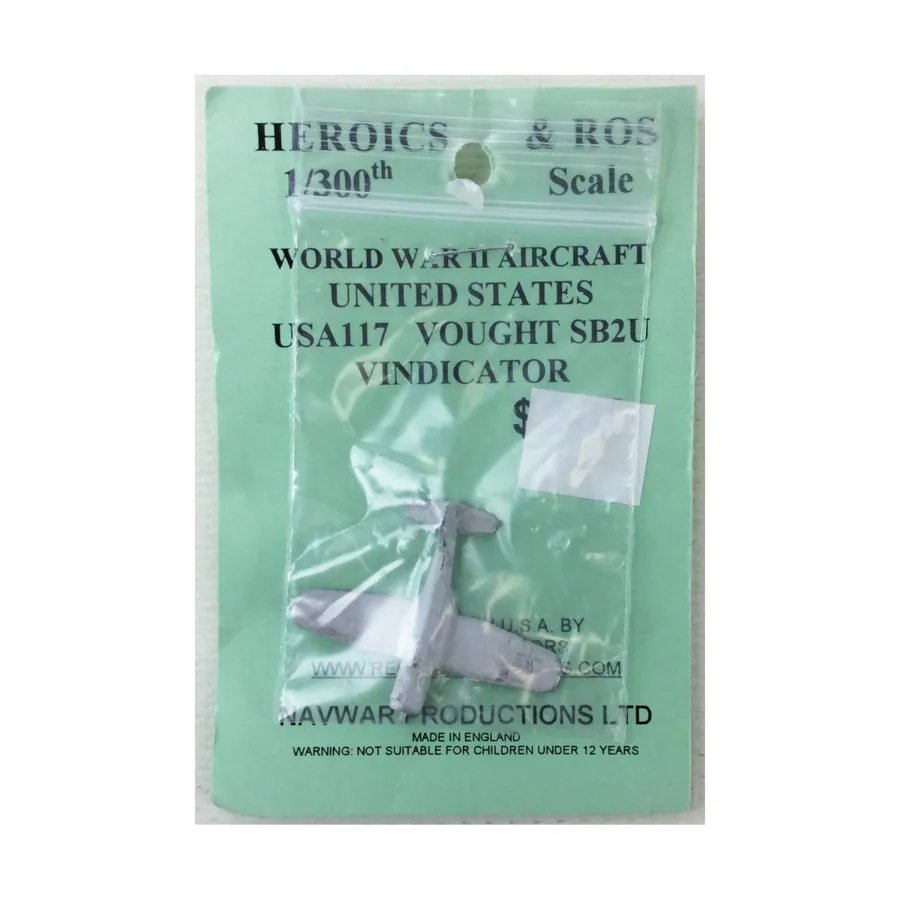 HEROICS & ROS
1/300th Scale
WORLD WAR II AIRCRAFT
UNITED STATES
USA117 VOUGHT SB2U
VINDICATOR
$
U.S.A. BY
NAVWAR PRODUCTIONS LTD
MADE IN ENGLAND
WARNING: NOT SUITABLE FOR CHILDREN UNDER 12 YEARS